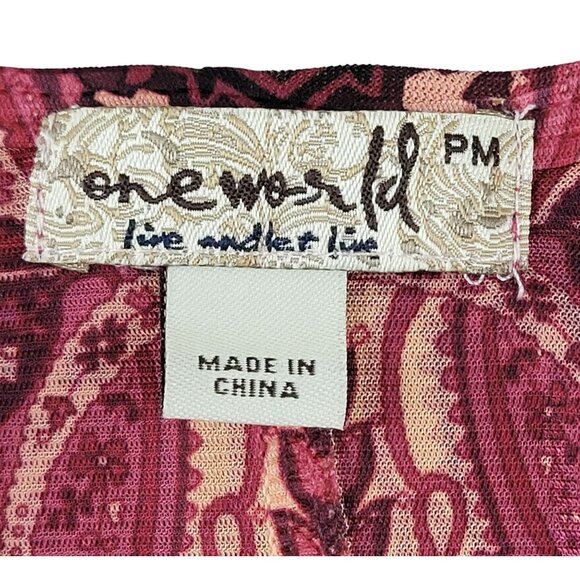 one world PM
live and let live
MADE IN
CHINA